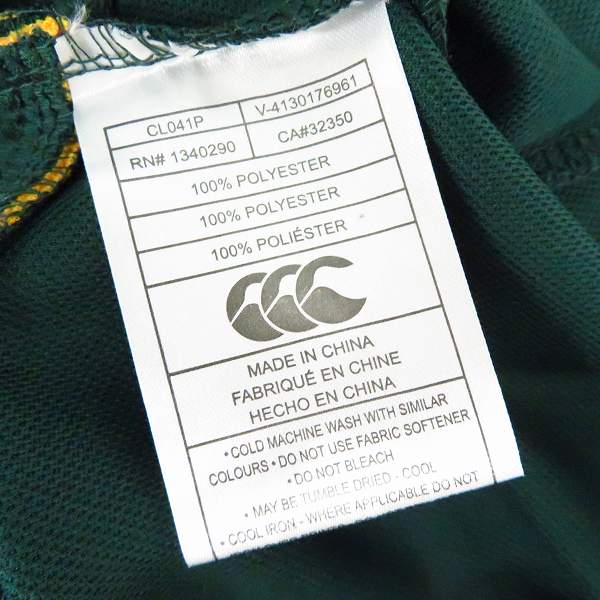 CL041P V-4130176961
RN# 1340290 CA#32350
100% POLYESTER
100% POLYESTER
100% POLIÉSTER
MADE IN CHINA
FABRIQUÉ EN CHINE
HECHO EN CHINA
• COLD MACHINE WASH WITH SIMILAR
COLOURS • DO NOT USE FABRIC SOFTENER
• DO NOT BLEACH
• MAY BE TUMBLE DRIED - COOL
• COOL IRON - WHERE APPLICABLE DO NOT